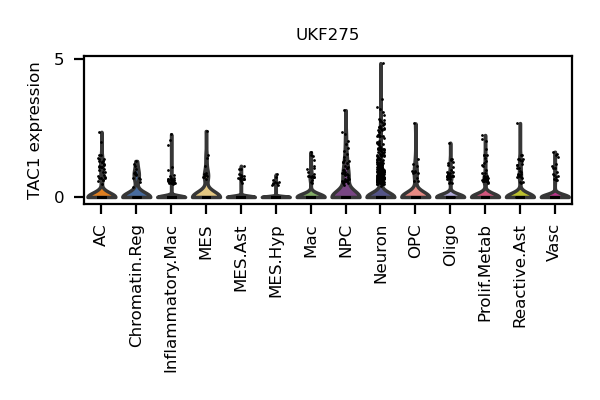 UKF275
TAC1 expression
5
0
AC
Chromatin.Reg
Inflammatory.Mac
MES
MES.Ast
MES.Hyp
Mac
NPC
Neuron
OPC
Oligo
Prolif.Metab
Reactive.Ast
Vasc